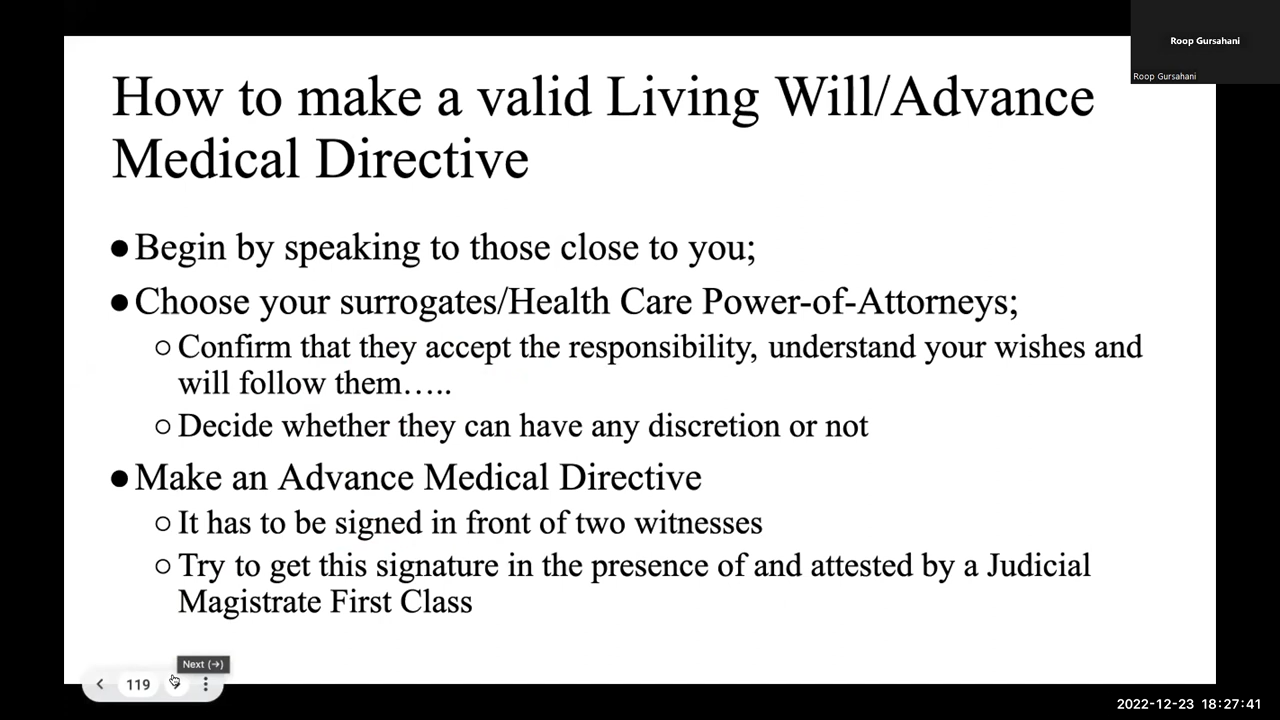 Roop Gursahani
Roop Gursahani
How to make a valid Living Will/Advance
Medical Directive
●Begin by speaking to those close to you;
●Choose your surrogates/Health Care Power-of-Attorneys;
○Confirm that they accept the responsibility, understand your wishes and
will follow them…..
○Decide whether they can have any discretion or not
●Make an Advance Medical Directive
○It has to be signed in front of two witnesses
○Try to get this signature in the presence of and attested by a Judicial
Magistrate First Class
Next (→)
119
2022-12-23 18:27:41